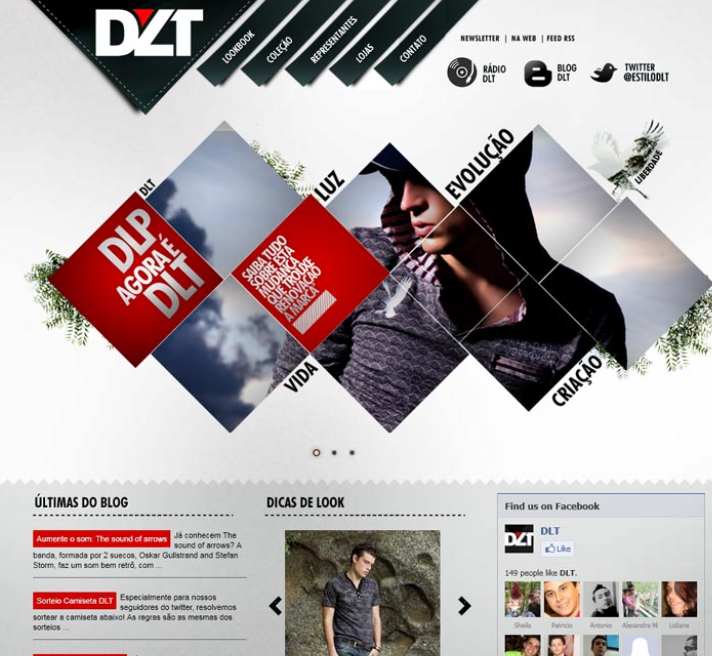 DLT
LOOKBOOK
COLEÇÃO
REPRESENTANTES
LOJAS
CONTATO
NEWSLETTER | NA WEB | FEED RSS
RÁDIO
DLT
BLOG
DLT
TWITTER
@ESTILODLT
DLT
LUZ
EVOLUÇÃO
LIBERDADE
DLP
AGORA É
DLT
SAIBA TUDO
SOBRE ESTA
MUDANÇA
QUE TROUXE
RENOVAÇÃO
A MARCA
VIDA
CRIAÇÃO
ÚLTIMAS DO BLOG
Aumente o som: The sound of arrows Já conhecem The
sound of arrows? A
banda, formada por 2 suecos, Oskar Gullstrand and Stefan
Storm, faz um som bem retrô, com ...
Sorteio Camiseta DLT Especialmente para nossos
seguidores do twitter, resolvemos
sortear a camiseta abaixo! As regras são as mesmas dos
sorteios ...
DICAS DE LOOK
Find us on Facebook
DLT
DLT
Like
149 people like DLT.
Sheila Patricio Antonio Alexandre M. Lidiane